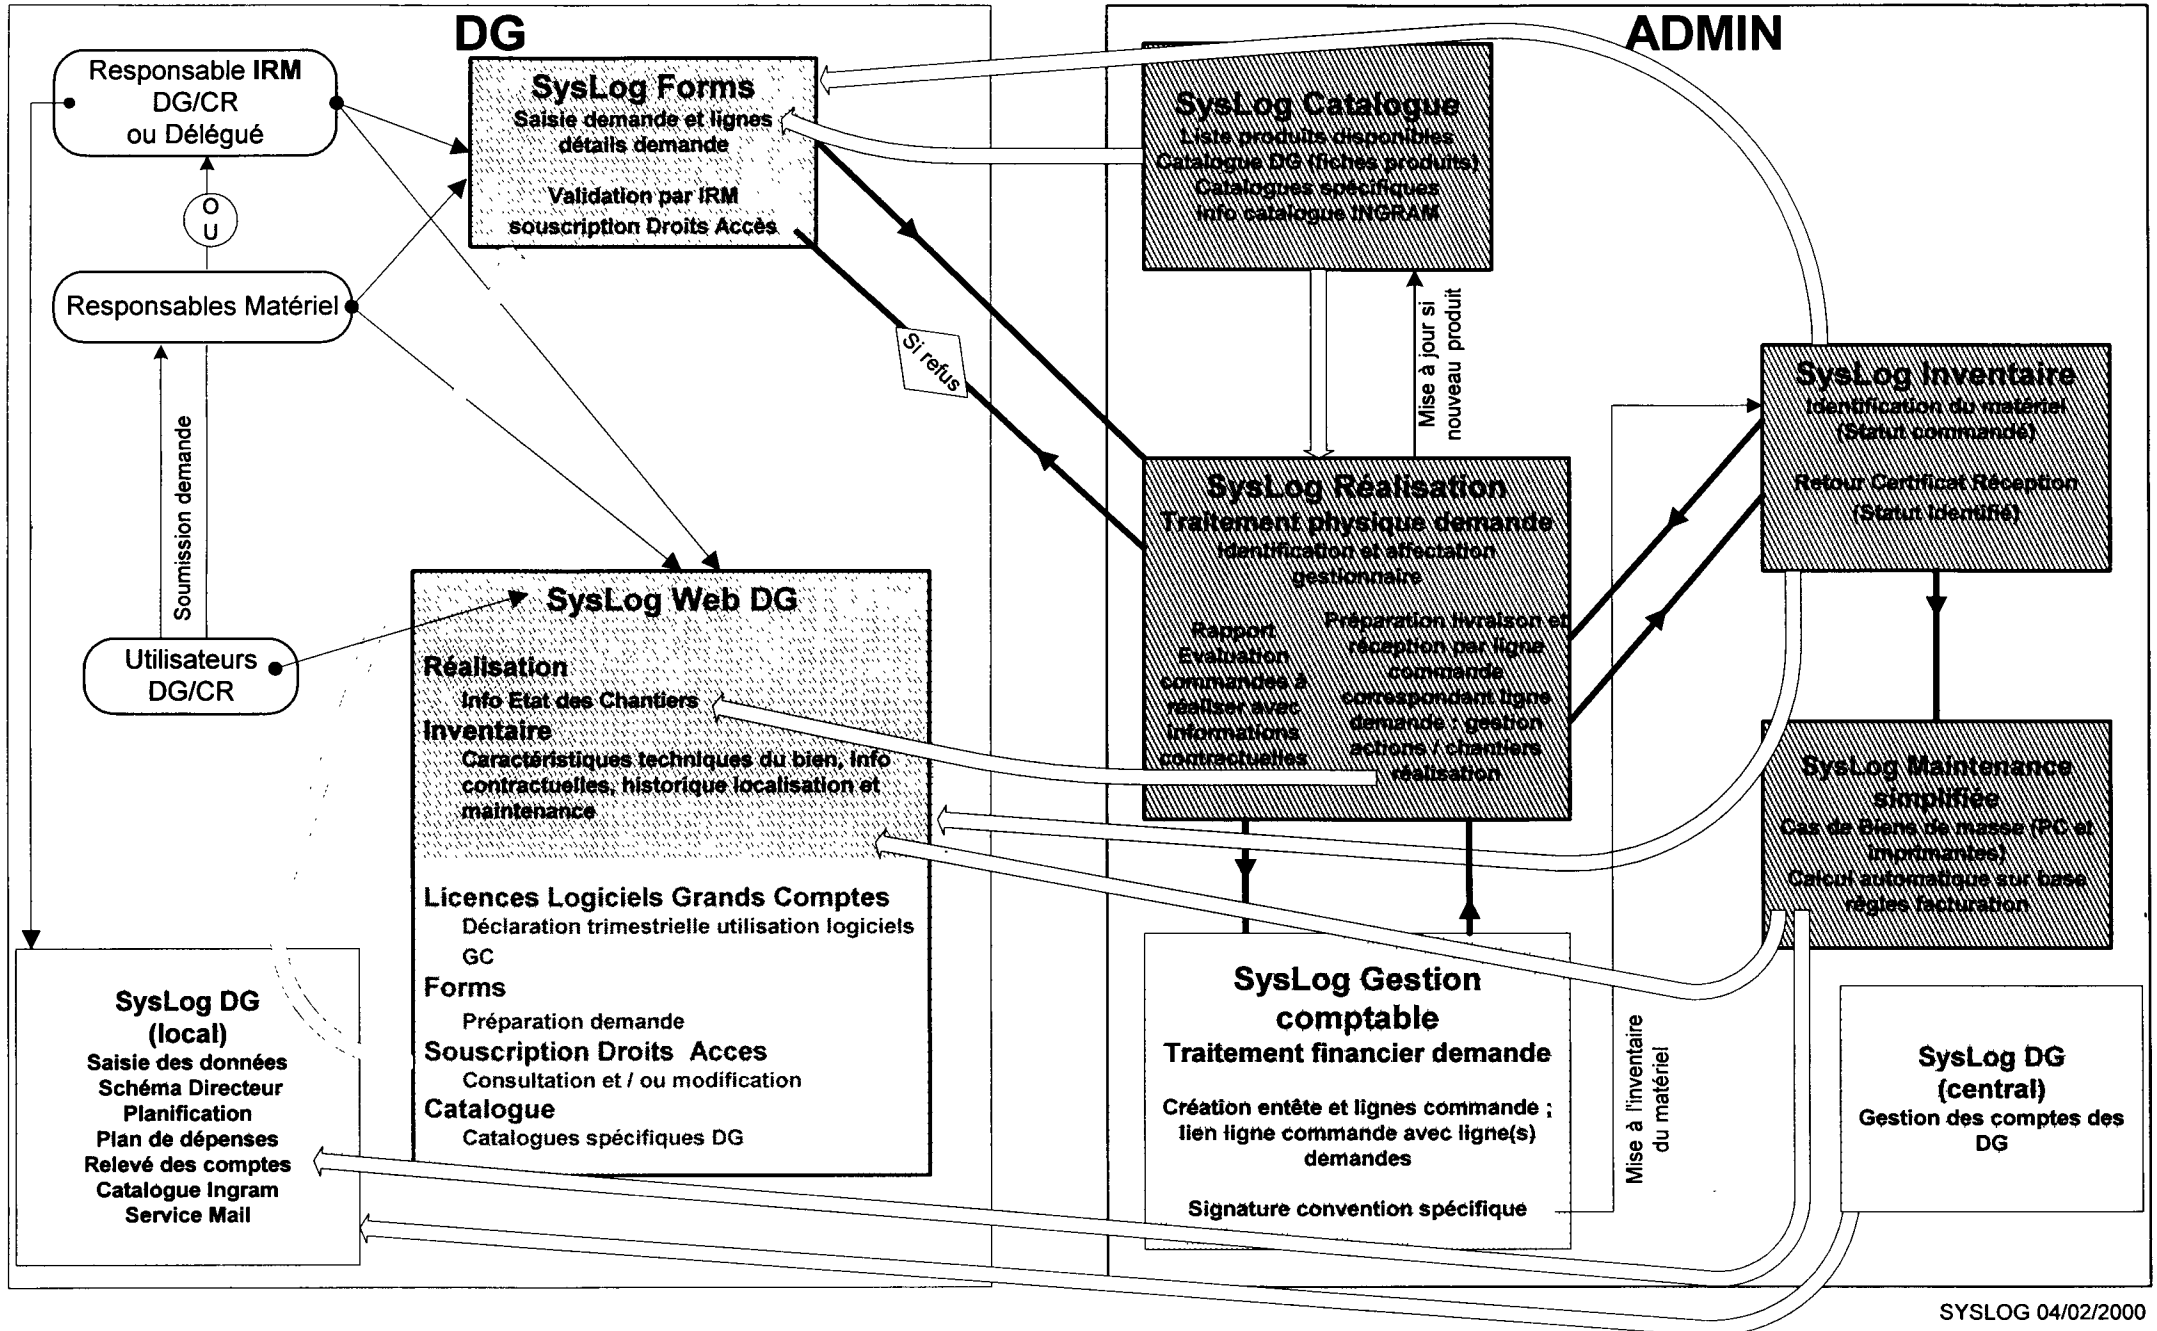 DG
ADMIN
Responsable IRM
DG/CR
ou Délégué
O
U
Responsables Matériel
Soumission demande
Utilisateurs
DG/CR
SysLog Forms
Saisie demande et lignes
détails demande
Validation par IRM
souscription Droits Accès
Si refus
SysLog Catalogue
Liste produits disponibles
Catalogue DG (fiches produits)
Catalogues spécifiques
info catalogue INGRAM
Mise à jour si
nouveau produit
SysLog Inventaire
Identification du matériel
(Statut commandé)
Retour Certificat Réception
(Statut Identifié)
SysLog Réalisation
Traitement physique demande
Identification et affectation
gestionnaire
Rapport
Evaluation
commandes à
réaliser avec
informations
contractuelles
Préparation livraison et
réception par ligne
commande
correspondant ligne
demande : gestion
actions / chantiers
réalisation
SysLog Web DG
Réalisation
Info Etat des Chantiers
Inventaire
Caractéristiques techniques du bien, info
contractuelles, historique localisation et
maintenance
Licences Logiciels Grands Comptes
Déclaration trimestrielle utilisation logiciels
GC
Forms
Préparation demande
Souscription Droits Acces
Consultation et / ou modification
Catalogue
Catalogues spécifiques DG
SysLog Maintenance
simplifiée
Cas de Biens de masse (PC et
imprimantes)
Calcul automatique sur base
règles facturation
SysLog DG
(local)
Saisie des données
Schéma Directeur
Planification
Plan de dépenses
Relevé des comptes
Catalogue Ingram
Service Mail
SysLog Gestion
comptable
Traitement financier demande
Création entête et lignes commande ;
lien ligne commande avec ligne(s)
demandes
Signature convention spécifique
Mise à l'inventaire
du matériel
SysLog DG
(central)
Gestion des comptes des
DG
SYSLOG 04/02/2000